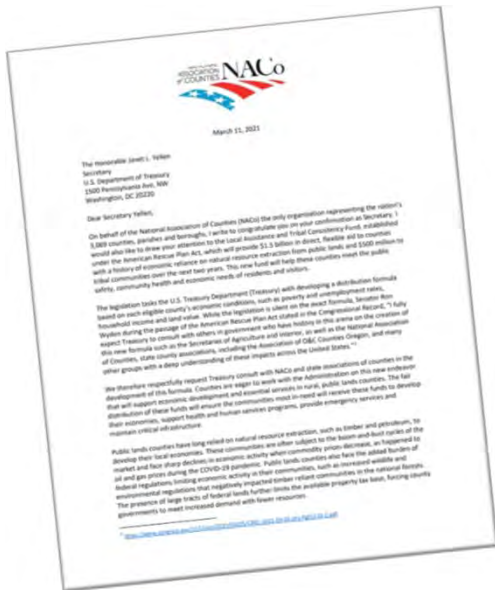 NATIONAL ASSOCIATION of COUNTIES NACo
March 11, 2021
The Honorable Janet L. Yellen
Secretary
U.S. Department of Treasury
1500 Pennsylvania Ave, NW
Washington, DC 20220
Dear Secretary Yellen,
On behalf of the National Association of Counties (NACo) the only organization representing the nation's
3,069 counties, parishes and boroughs, I write to congratulate you on your confirmation as Secretary. I
would also like to draw your attention to the Local Assistance and Tribal Consistency Fund, established
under the American Rescue Plan Act, which will provide $1.5 billion in direct, flexible aid to counties
with a history of economic reliance on natural resource extraction from public lands and $500 million to
tribal communities over the next two years. This new fund will help these counties meet the public
safety, community health and economic needs of residents and visitors.
The legislation tasks the U.S. Treasury Department (Treasury) with developing a distribution formula
based on each eligible county's economic conditions, such as poverty and unemployment rates,
household income and land value. While the legislation is silent on the exact formula, Senator Ron
Wyden during the passage of the American Rescue Plan Act stated in the Congressional Record, "I fully
expect Treasury to consult with others in government who have history in this arena on the creation of
this new formula such as the Secretaries of Agriculture and Interior, as well as the National Association
of Counties, state county associations, including the Association of O&C Counties Oregon, and many
other groups with a deep understanding of these impacts across the United States."
We therefore respectfully request Treasury consult with NACo and state associations of counties in the
development of this formula. Counties are eager to work with the Administration on this new endeavor
that will support economic development and essential services in rural, public lands counties. The fair
distribution of these funds will ensure the communities most in-need will receive these funds to develop
their economies, support health and human services programs, provide emergency services and
maintain critical infrastructure.
Public lands counties have long relied on natural resource extraction, such as timber and petroleum, to
develop their local economies. These communities are often subject to the boom-and-bust cycles of the
market and face sharp declines in economic activity when commodity prices decrease, as happened to
oil and gas prices during the COVID-19 pandemic. Public lands counties also face the added burden of
federal regulations limiting economic activity in their communities, such as increased wildfire and
environmental regulations that negatively impacted timber reliant communities in the national forests.
The presence of large tracts of federal lands further limits the available property tax base, forcing county
governments to meet increased demand with fewer resources.